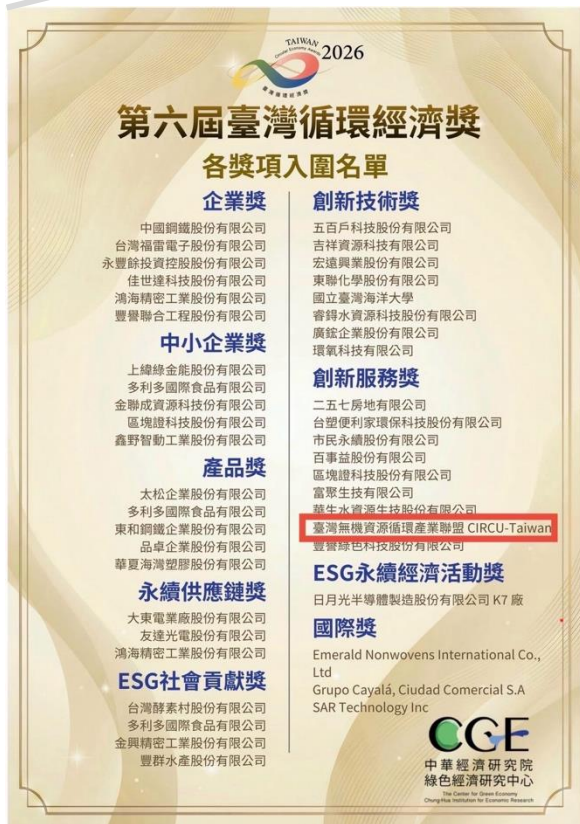 TAIWAN
Circular Economy Awards
2026
臺灣循環經濟獎
第六屆臺灣循環經濟獎
各獎項入圍名單
企業獎
中國鋼鐵股份有限公司
台灣福雷電子股份有限公司
永豐餘投資控股股份有限公司
佳世達科技股份有限公司
鴻海精密工業股份有限公司
豐譽聯合工程股份有限公司
中小企業獎
上緯綠金能股份有限公司
多利多國際食品有限公司
金聯成資源科技份有限公司
區塊證科技股份有限公司
鑫野智動工業股份有限公司
產品獎
太松企業股份有限公司
多利多國際食品有限公司
東和鋼鐵企業股份有限公司
品卓企業股份有限公司
華夏海灣塑膠股份有限公司
永續供應鏈獎
大東電業廠股份有限公司
友達光電股份有限公司
鴻海精密工業股份有限公司
ESG社會貢獻獎
台灣酵素村股份有限公司
多利多國際食品有限公司
金興精密工業股份有限公司
豐群水產股份有限公司
創新技術獎
五百戶科技股份有限公司
吉祥資源科技有限公司
宏遠興業股份有限公司
東聯化學股份有限公司
國立臺灣海洋大學
睿鍀水資源科技股份有限公司
廣鋐企業股份有限公司
環氧科技有限公司
創新服務獎
二五七房地有限公司
台塑便利家環保科技股份有限公司
市民永續股份有限公司
百事益股份有限公司
區塊證科技股份有限公司
富聚生技有限公司
華生水資源生技股份有限公司
臺灣無機資源循環產業聯盟 CIRCU-Taiwan
豐譽綠色科技股份有限公司
ESG永續經濟活動獎
日月光半導體製造股份有限公司 K7 廠
國際獎
Emerald Nonwovens International Co.,
Ltd
Grupo Cayalá, Ciudad Comercial S.A
SAR Technology Inc
CGE
中華經濟研究院
綠色經濟研究中心
The Center for Green Economy
Chung-Hua Institution for Economic Research